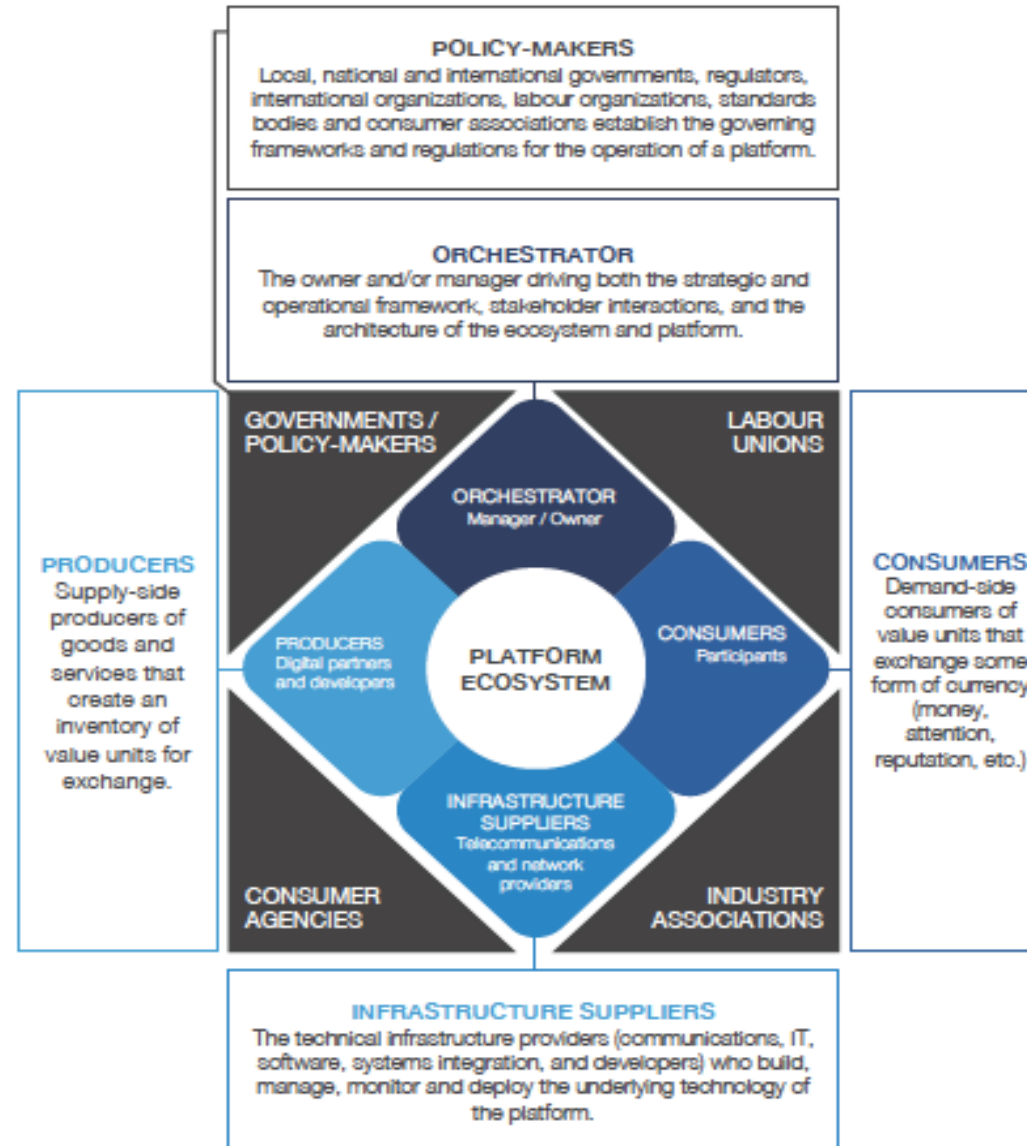 POLiCY-MAKERS
Local, national and international governments, regulators,
international organizations, labour organizations, standards
bodies and consumer associations establish the governing
frameworks and regulations for the operation of a platform.
ORCHESTRATOR
The owner and/or manager driving both the strategic and
operational framework, stakeholder interactions, and the
architecture of the ecosystem and platform.
GOVERNMENTS /
POLICY-MAKERS
LABOUR
UNIONS
ORCHESTRATOR
Manager / Owner
PRODUCERS
Supply-side
producers of
goods and
services that
create an
inventory of
value units for
exchange.
PRODUCERS
Digital partners
and developers
PLATFORM
ECOSYSTEM
CONSUMERS
Participants
CONSUMERS
Demand-side
consumers of
value units that
exchange some
form of currency
(money,
attention,
reputation, etc.)
INFRASTRUCTURE
SUPPLIERS
Telecommunications
and network
providers
CONSUMER
AGENCIES
INDUSTRY
ASSOCIATIONS
INFRASTRUCTURE SUPPLIERS
The technical infrastructure providers (communications, IT,
software, systems integration, and developers) who build,
manage, monitor and deploy the underlying technology of
the platform.